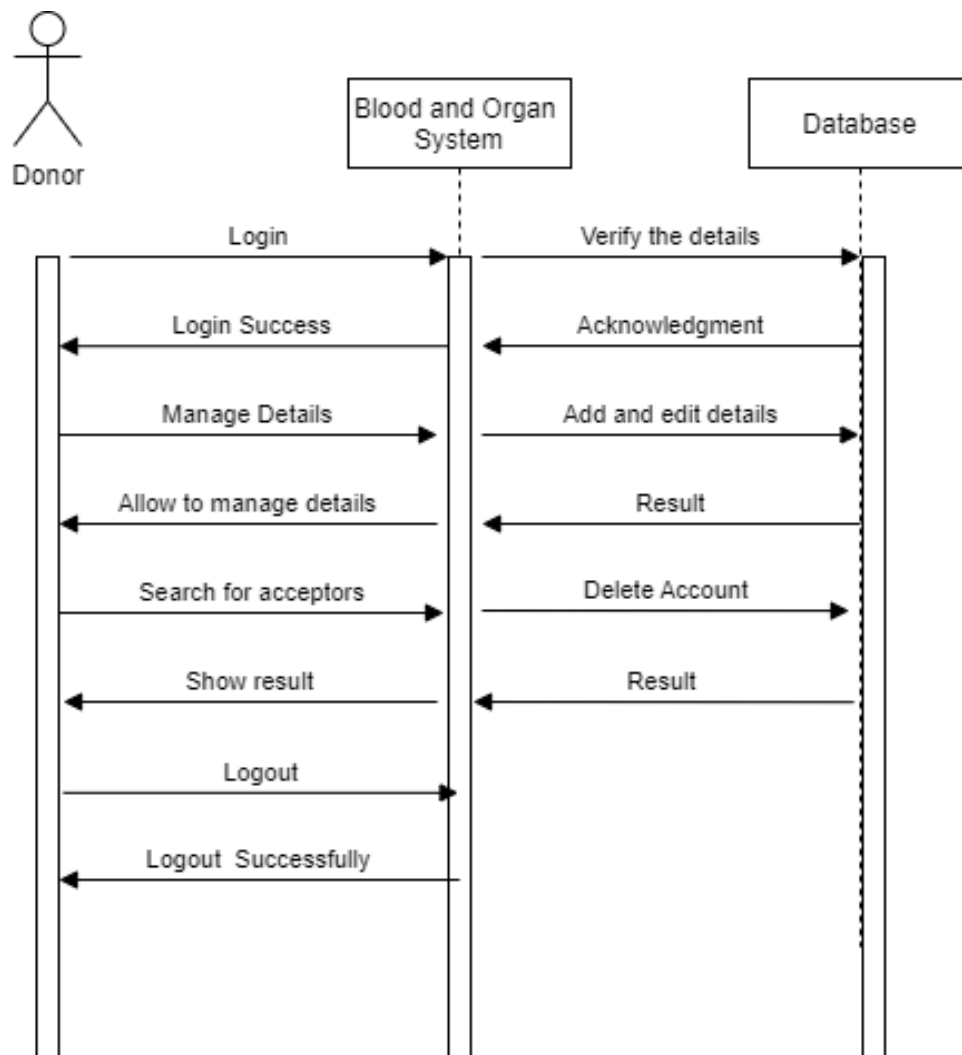 Blood and Organ
System
Database
Donor
Login
Verify the details
Login Success
Acknowledgment
Manage Details
Add and edit details
Allow to manage details
Result
Search for acceptors
Delete Account
Show result
Result
Logout
Logout Successfully